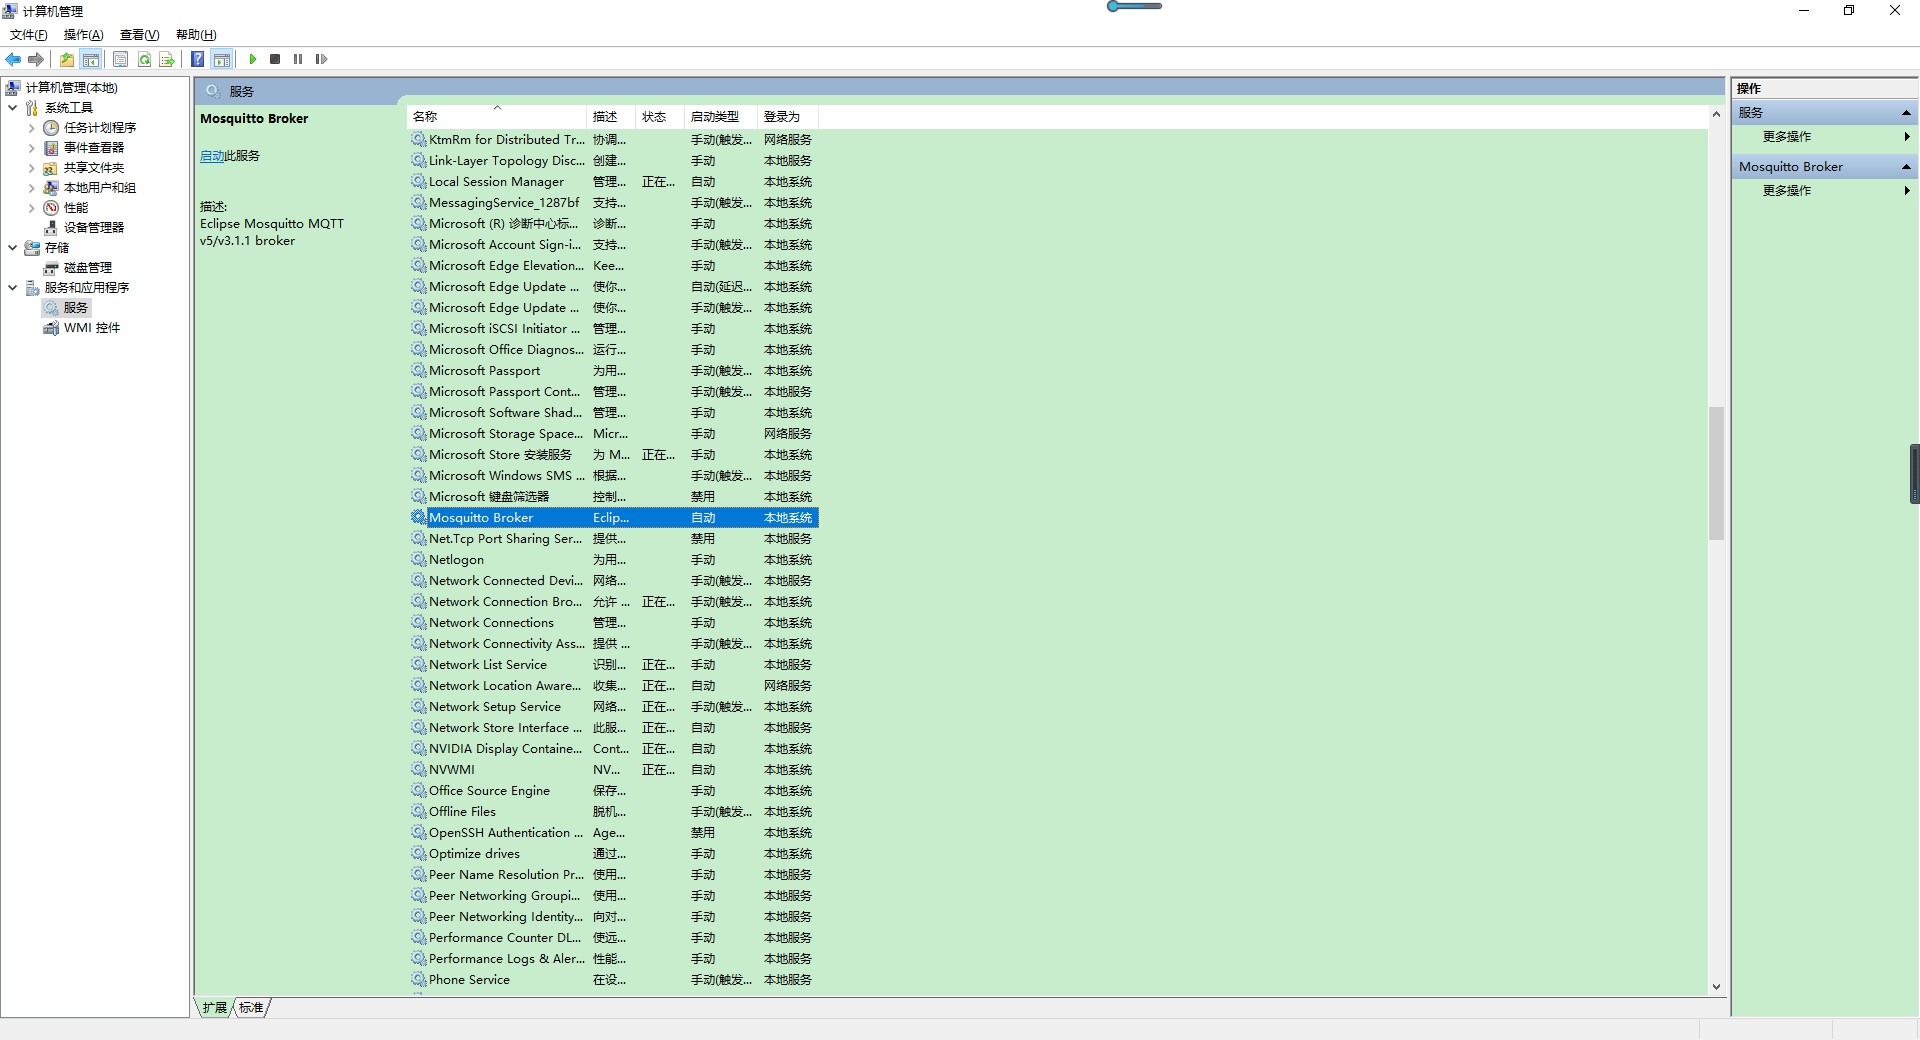 计算机管理
文件(F) 操作(A) 查看(V) 帮助(H)
计算机管理(本地)
系统工具
任务计划程序
事件查看器
共享文件夹
本地用户和组
性能
设备管理器
存储
磁盘管理
服务和应用程序
服务
WMI 控件
服务
Mosquitto Broker
启动此服务
描述:
Eclipse Mosquitto MQTT
v5/v3.1.1 broker
名称 描述 状态 启动类型 登录为
KtmRm for Distributed Tr... 协调... 手动(触发... 网络服务
Link-Layer Topology Disc... 创建... 手动 本地服务
Local Session Manager 管理... 正在... 自动 本地系统
MessagingService_1287bf 支持... 手动(触发... 本地系统
Microsoft (R) 诊断中心标... 诊断... 手动 本地系统
Microsoft Account Sign-i... 支持... 手动(触发... 本地系统
Microsoft Edge Elevation... Kee... 手动 本地系统
Microsoft Edge Update ... 使你... 自动(延迟... 本地系统
Microsoft Edge Update ... 使你... 手动(触发... 本地系统
Microsoft iSCSI Initiator ... 管理... 手动 本地系统
Microsoft Office Diagnos... 运行... 手动 本地系统
Microsoft Passport 为用... 手动(触发... 本地系统
Microsoft Passport Cont... 管理... 手动(触发... 本地服务
Microsoft Software Shad... 管理... 手动 本地系统
Microsoft Storage Space... Micr... 手动 网络服务
Microsoft Store 安装服务 为 M... 正在... 手动 本地系统
Microsoft Windows SMS ... 根据... 手动(触发... 本地服务
Microsoft 键盘筛选器 控制... 禁用 本地系统
Mosquitto Broker Eclip... 自动 本地系统
Net.Tcp Port Sharing Ser... 提供... 禁用 本地服务
Netlogon 为用... 手动 本地系统
Network Connected Devi... 网络... 手动(触发... 本地服务
Network Connection Bro... 允许 ... 正在... 手动(触发... 本地系统
Network Connections 管理... 手动 本地系统
Network Connectivity Ass... 提供 ... 手动(触发... 本地系统
Network List Service 识别... 正在... 手动 本地服务
Network Location Aware... 收集... 正在... 自动 网络服务
Network Setup Service 网络... 正在... 手动(触发... 本地系统
Network Store Interface ... 此服... 正在... 自动 本地服务
NVIDIA Display Containe... Cont... 正在... 自动 本地系统
NVWMI NV... 正在... 自动 本地系统
Office Source Engine 保存... 手动 本地系统
Offline Files 脱机... 手动(触发... 本地系统
OpenSSH Authentication ... Age... 禁用 本地系统
Optimize drives 通过... 手动 本地系统
Peer Name Resolution Pr... 使用... 手动 本地服务
Peer Networking Groupi... 使用... 手动 本地服务
Peer Networking Identity... 向对... 手动 本地服务
Performance Counter DL... 使远... 手动 本地服务
Performance Logs & Aler... 性能... 手动 本地服务
Phone Service 在设... 手动(触发... 本地服务
扩展 标准
操作
服务
更多操作
Mosquitto Broker
更多操作